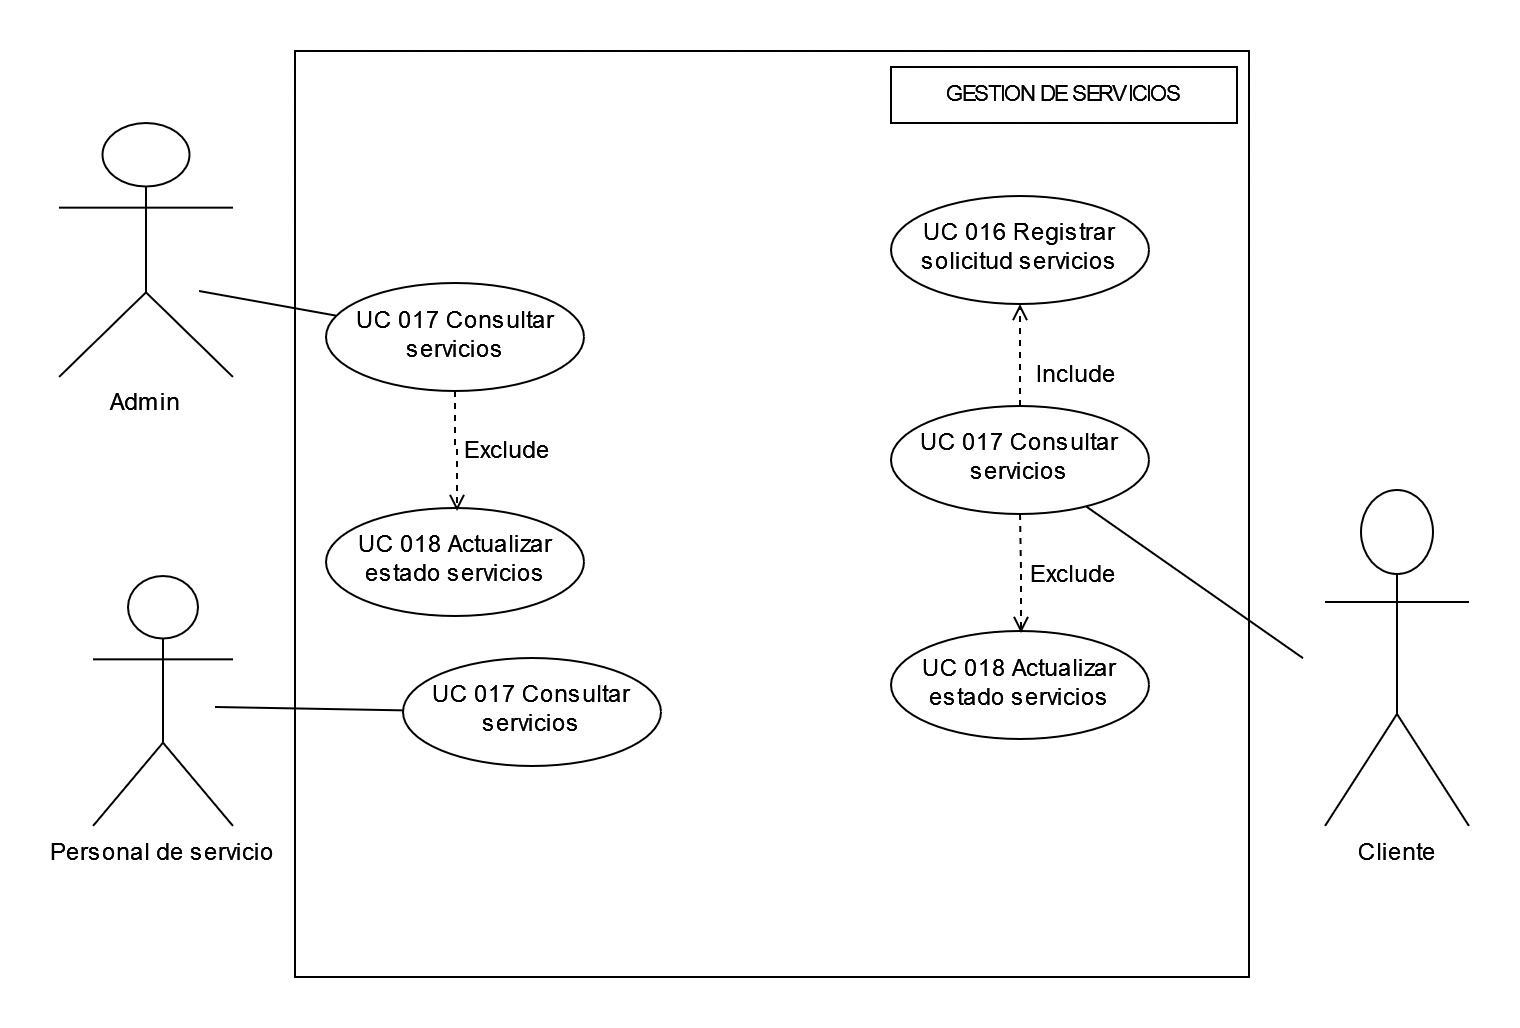 GESTION DE SERVICIOS
UC 016 Registrar
solicitud servicios
UC 017 Consultar
servicios
Include
Admin
UC 017 Consultar
servicios
Exclude
UC 018 Actualizar
estado servicios
Exclude
UC 018 Actualizar
estado servicios
UC 017 Consultar
servicios
Personal de servicio
Cliente